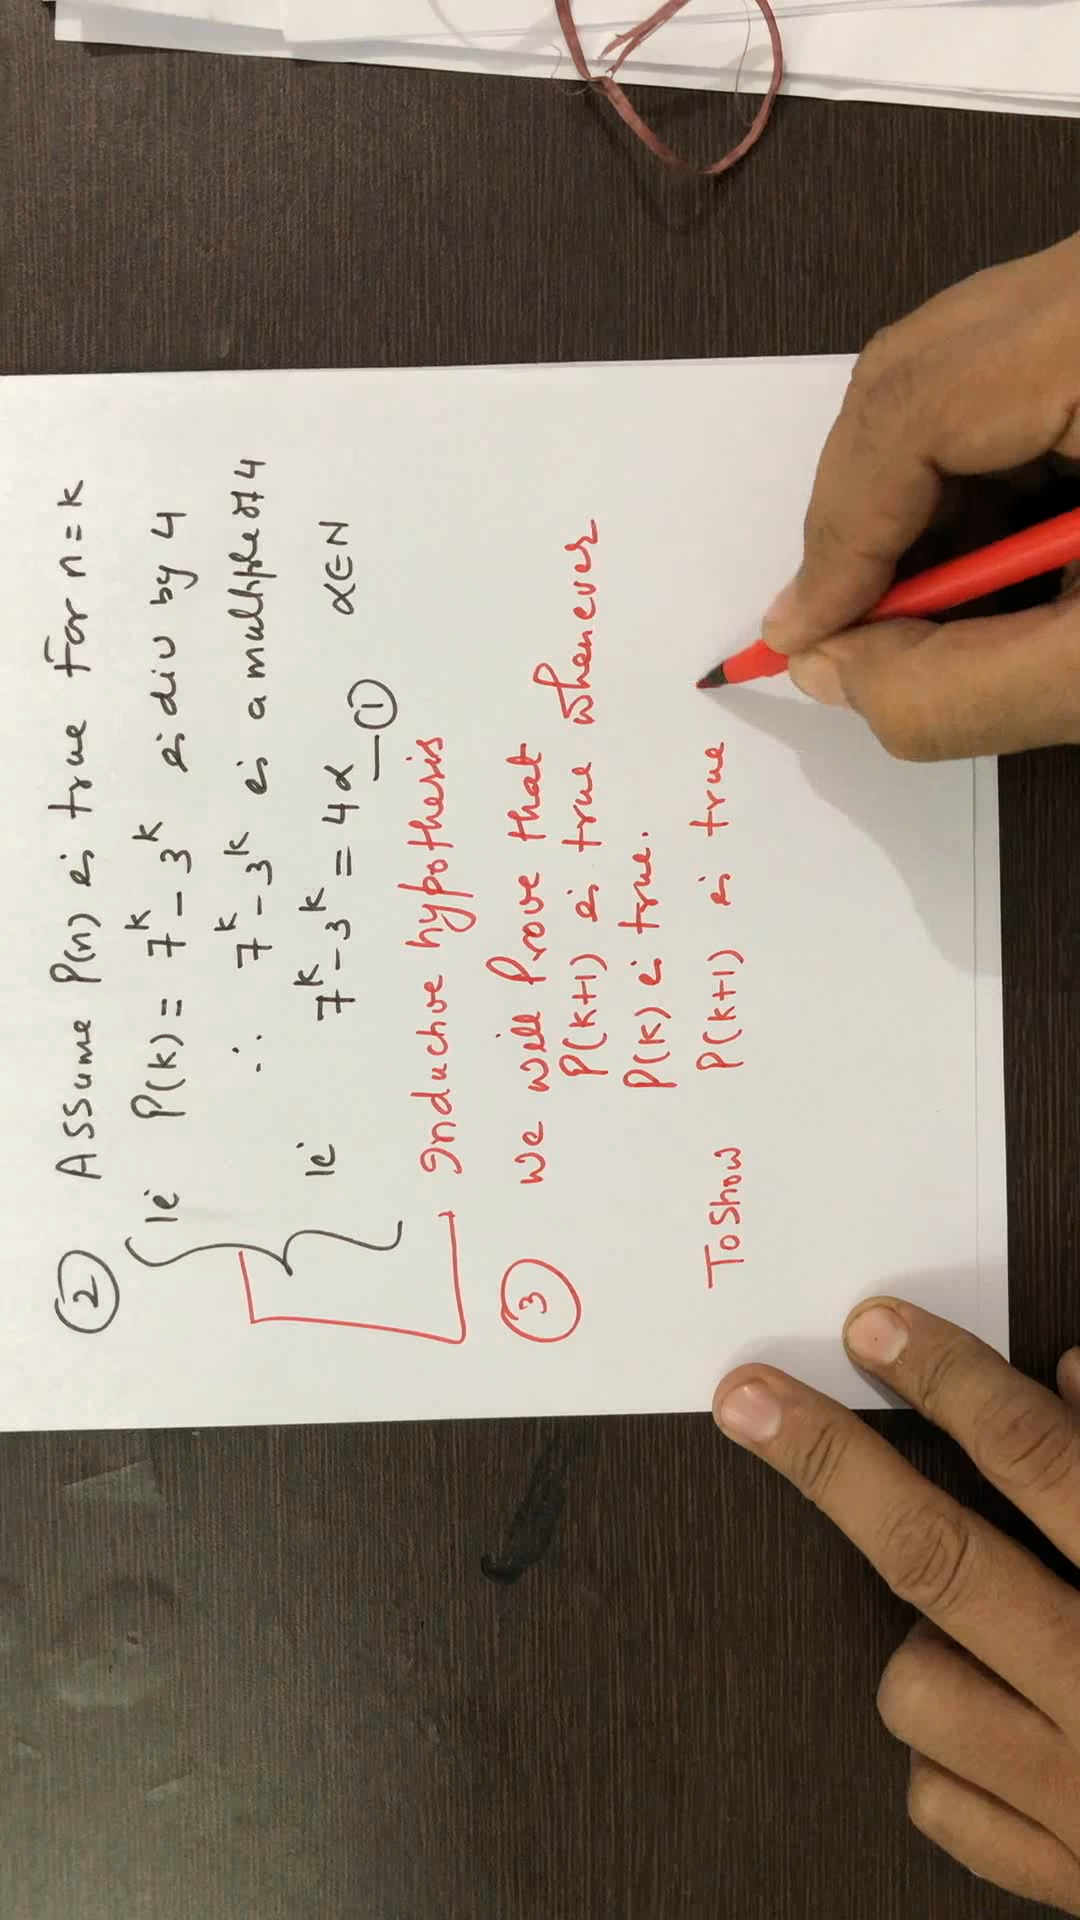 ② Assume P(n) is true for n = k
ie P(k) = 7^k - 3^k is div by 4
∴ 7^k - 3^k is a multiple of 4
ie 7^k - 3^k = 4α α∈N
—①
Inductive hypothesis
③ we will Prove that
P(k+1) is true whenever
P(k) is true.
To Show P(k+1) is true